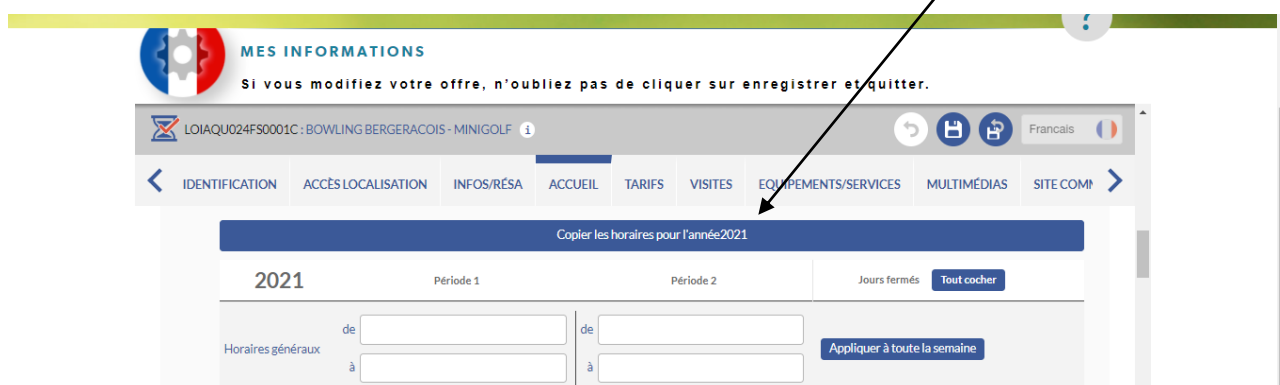 ?
MES INFORMATIONS
Si vous modifiez votre offre, n'oubliez pas de cliquer sur enregistrer et quitter.
LOIAQU024FS0001C : BOWLING BERGERACOIS - MINIGOLF i
Francais
IDENTIFICATION ACCÈS LOCALISATION INFOS/RÉSA ACCUEIL TARIFS VISITES EQUIPEMENTS/SERVICES MULTIMÉDIAS SITE COMM
Copier les horaires pour l'année2021
2021 Période 1 Période 2 Jours fermés Tout cocher
de de
Horaires généraux Appliquer à toute la semaine
à à